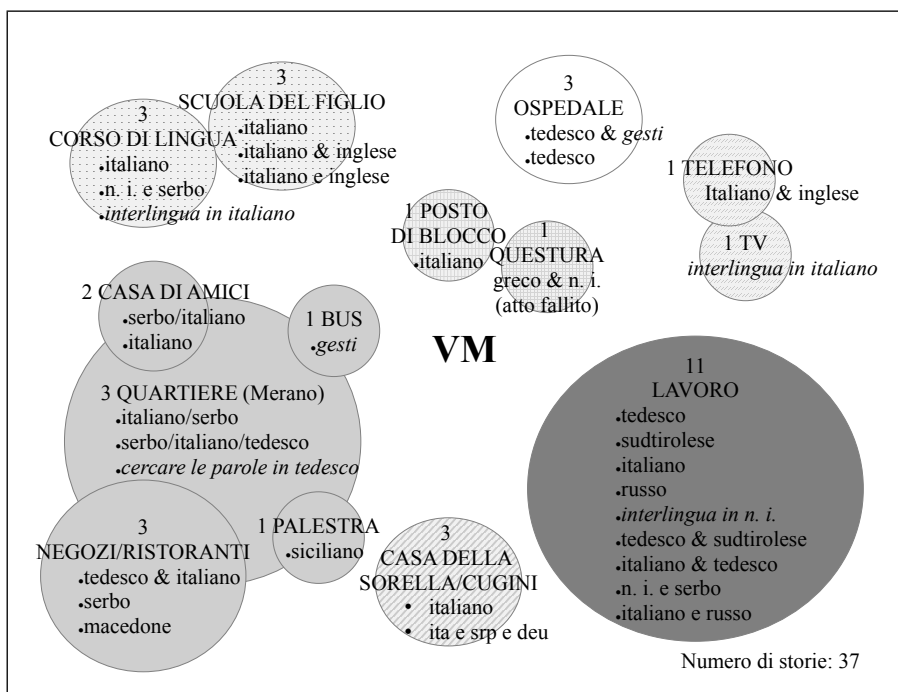 3
SCUOLA DEL FIGLIO
•italiano
•italiano & inglese
•italiano e inglese
3
CORSO DI LINGUA
•italiano
•n. i. e serbo
•interlingua in italiano
3
OSPEDALE
•tedesco & gesti
•tedesco
1 TELEFONO
Italiano & inglese
1 TV
interlingua in italiano
1 POSTO
DI BLOCCO
•italiano
1
QUESTURA
greco & n. i.
(atto fallito)
2 CASA DI AMICI
•serbo/italiano
•italiano
1 BUS
•gesti
VM
3 QUARTIERE (Merano)
•italiano/serbo
•serbo/italiano/tedesco
•cercare le parole in tedesco
11
LAVORO
•tedesco
•sudtirolese
•italiano
•russo
•interlingua in n. i.
•tedesco & sudtirolese
•italiano & tedesco
•n. i. e serbo
•italiano e russo
3
NEGOZI/RISTORANTI
•tedesco & italiano
•serbo
•macedone
1 PALESTRA
•siciliano
3
CASA DELLA
SORELLA/CUGINI
• italiano
• ita e srp e deu
Numero di storie: 37